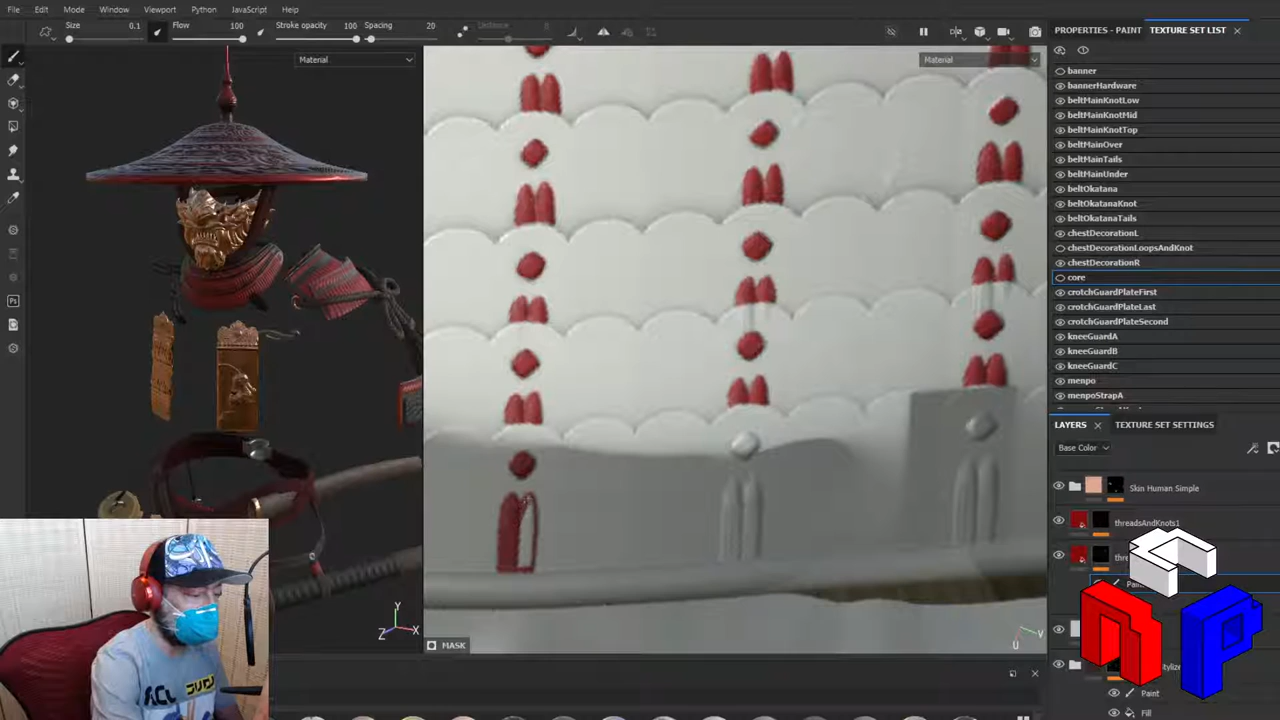 File Edit Mode Window Viewport Python JavaScript Help
Size 0.1 Flow 100 Stroke opacity 100 Spacing 20 Distance 8
PROPERTIES - PAINT TEXTURE SET LIST
Material
Material
banner
bannerHardware
beltMainKnotLow
beltMainKnotMid
beltMainKnotTop
beltMainOver
beltMainTails
beltMainUnder
beltOkatana
beltOkatanaKnot
beltOkatanaTails
chestDecorationL
chestDecorationLoopsAndKnot
chestDecorationR
core
crotchGuardPlateFirst
crotchGuardPlateLast
crotchGuardPlateSecond
kneeGuardA
kneeGuardB
kneeGuardC
menpo
menpoStrapA
LAYERS TEXTURE SET SETTINGS
Base Color
Skin Human Simple
threadsAndKnots1
Paint
Fill
Y
Z X
MASK
V
U
Ps